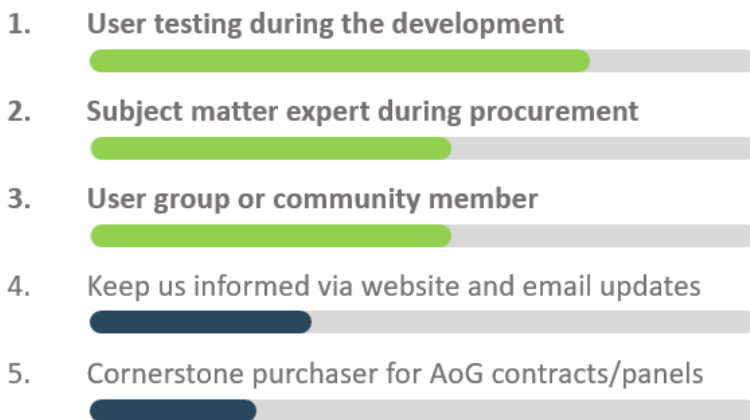 1. User testing during the development
2. Subject matter expert during procurement
3. User group or community member
4. Keep us informed via website and email updates
5. Cornerstone purchaser for AoG contracts/panels